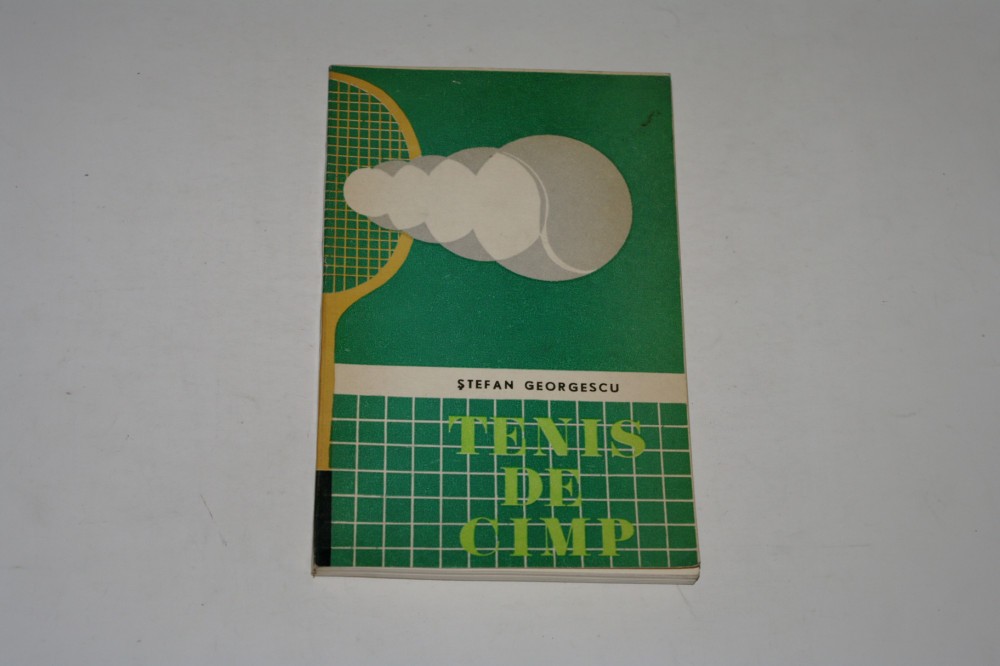 ŞTEFAN GEORGESCU
TENIS
DE
CIMP